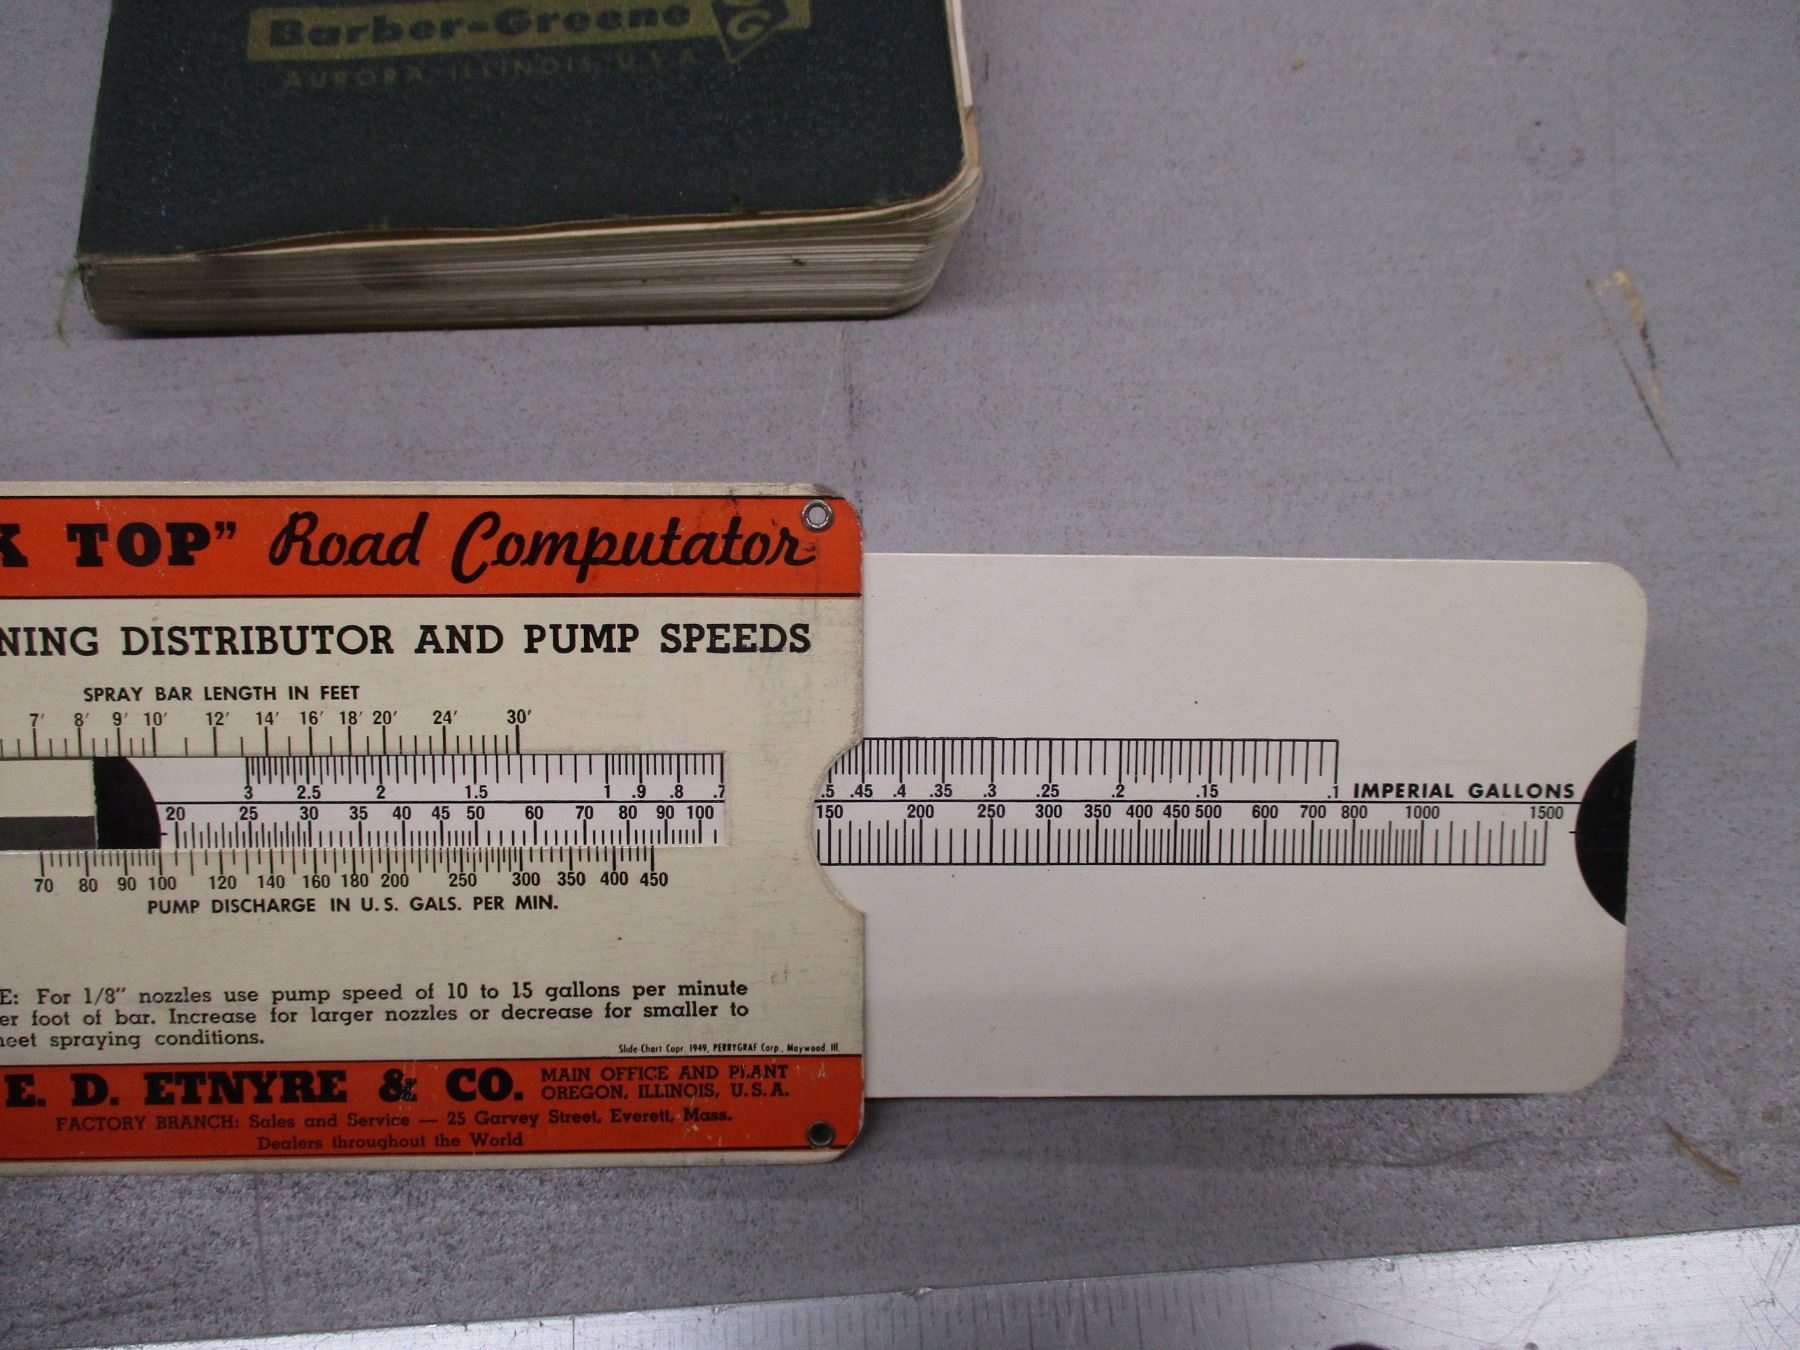 Barber-Greene
AURORA, ILLINOIS, U.S.A.
K TOP" Road Computator
NING DISTRIBUTOR AND PUMP SPEEDS
SPRAY BAR LENGTH IN FEET
7' 8' 9' 10' 12' 14' 16' 18' 20' 24' 30'
3 2.5 2 1.5 1 .9 .8 .7 .5 .45 .4 .35 .3 .25 .2 .15 .1 IMPERIAL GALLONS
20 25 30 35 40 45 50 60 70 80 90 100 150 200 250 300 350 400 450 500 600 700 800 1000 1500
70 80 90 100 120 140 160 180 200 250 300 350 400 450
PUMP DISCHARGE IN U.S. GALS. PER MIN.
E: For 1/8" nozzles use pump speed of 10 to 15 gallons per minute
er foot of bar. Increase for larger nozzles or decrease for smaller to
neet spraying conditions.
Slide-Chart Copr. 1949, PERRYGRAF Corp., Maywood, Ill.
E. D. ETNYRE & CO. MAIN OFFICE AND PLANT
OREGON, ILLINOIS, U.S.A.
FACTORY BRANCH: Sales and Service — 25 Garvey Street, Everett, Mass.
Dealers throughout the World